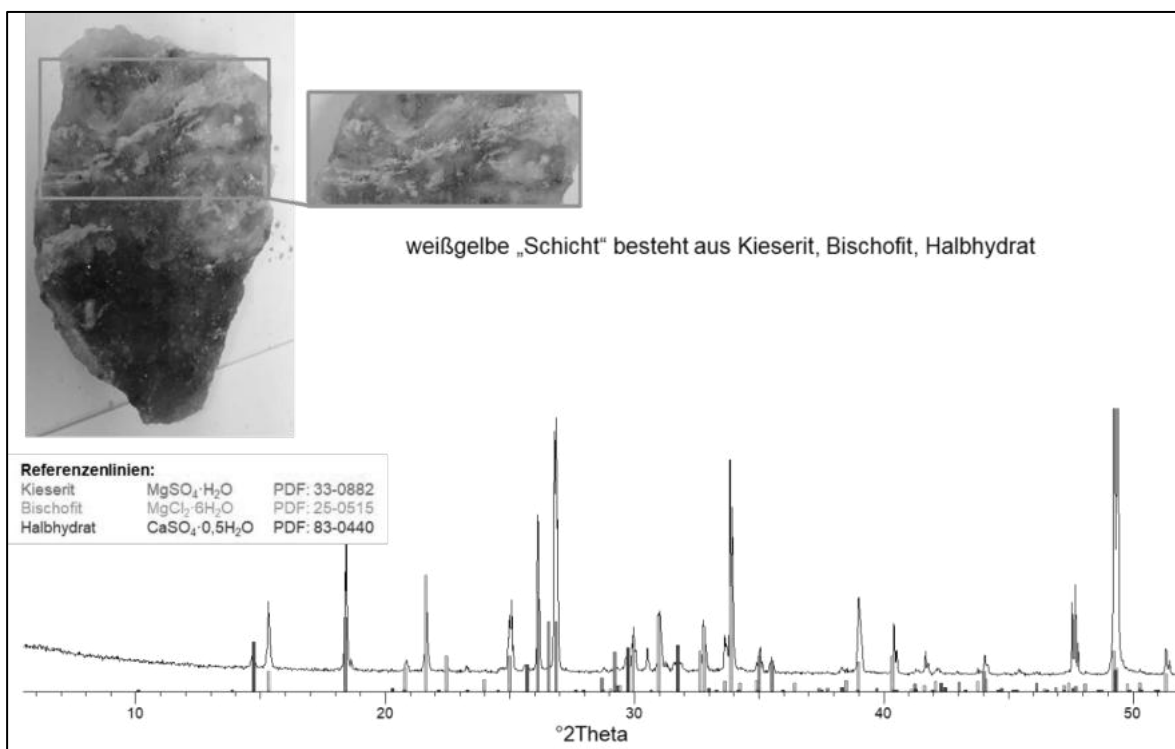 weißgelbe „Schicht“ besteht aus Kieserit, Bischofit, Halbhydrat
Referenzenlinien:
Kieserit MgSO₄·H₂O PDF: 33-0882
Bischofit MgCl₂·6H₂O PDF: 25-0515
Halbhydrat CaSO₄·0,5H₂O PDF: 83-0440
10 20 30 40 50
°2Theta